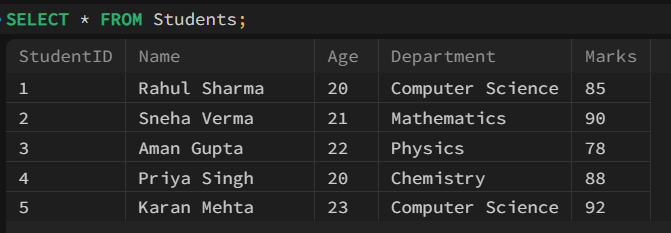 SELECT * FROM Students;
StudentID Name Age Department Marks
1 Rahul Sharma 20 Computer Science 85
2 Sneha Verma 21 Mathematics 90
3 Aman Gupta 22 Physics 78
4 Priya Singh 20 Chemistry 88
5 Karan Mehta 23 Computer Science 92